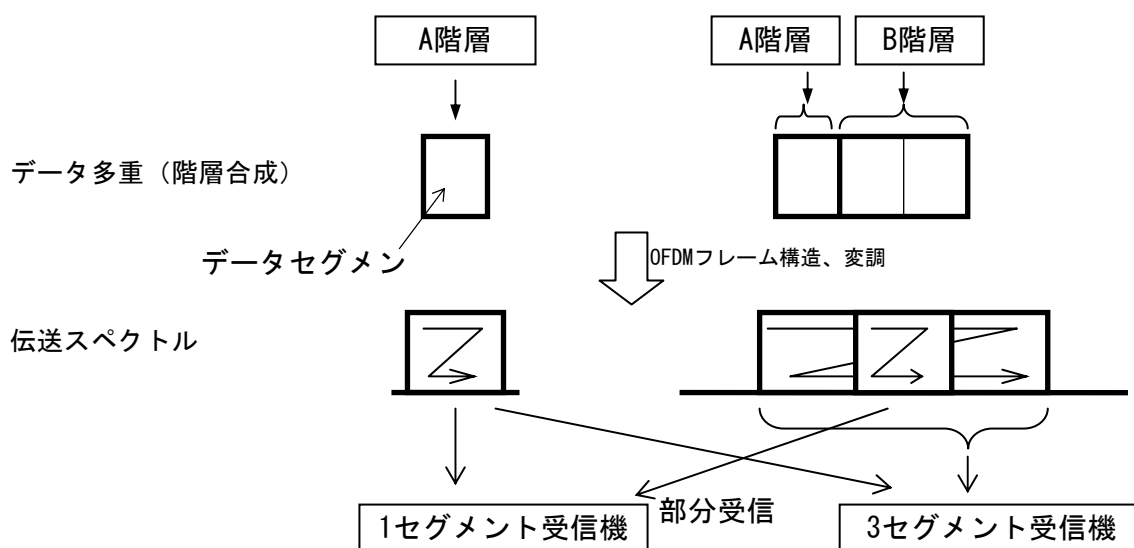 A階層
A階層
B階層
データ多重（階層合成）
データセグメン
OFDMフレーム構造、変調
伝送スペクトル
部分受信
1セグメント受信機
3セグメント受信機